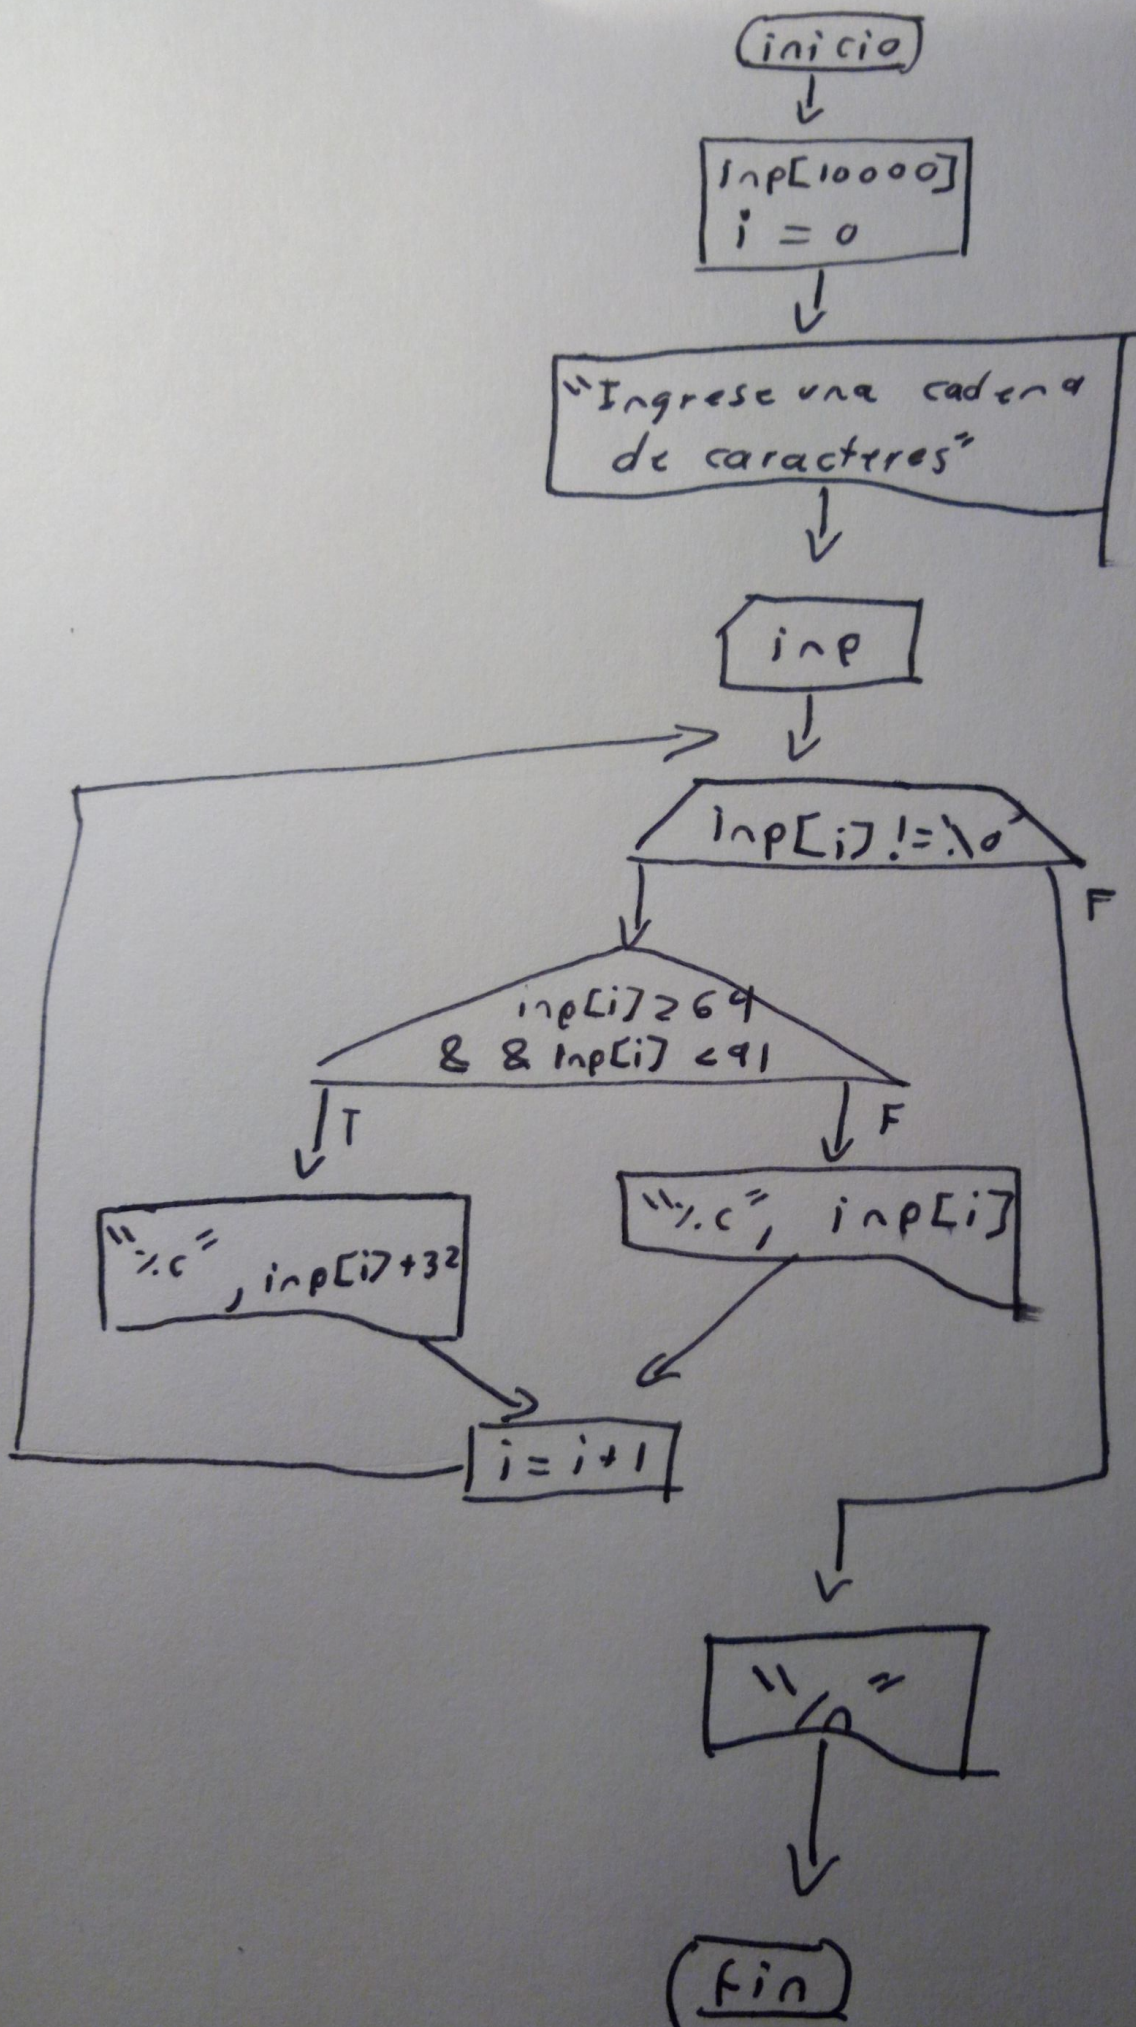 inicio
Inp[10000]
i = 0
"Ingrese una cadena
de caracteres"
inp
Inp[i] != '\0'
F
inp[i] ≥ 64
& & Inp[i] < 91
T
F
"%c", inp[i]+32
"%c", inp[i]
i = i + 1
"/n"
Fin